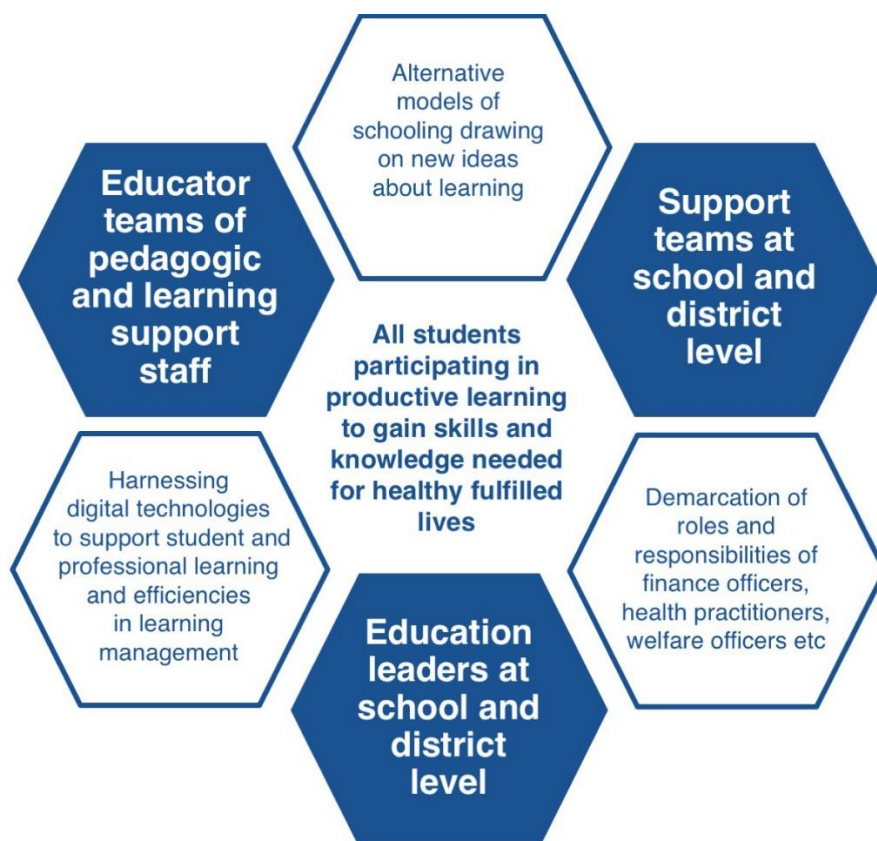 Alternative
models of
schooling drawing
on new ideas
about learning
Educator
teams of
pedagogic
and learning
support
staff
Support
teams at
school and
district
level
All students
participating in
productive learning
to gain skills and
knowledge needed
for healthy fulfilled
lives
Harnessing
digital technologies
to support student and
professional learning
and efficiencies
in learning
management
Demarcation of
roles and
responsibilities of
finance officers,
health practitioners,
welfare officers etc
Education
leaders at
school and
district
level